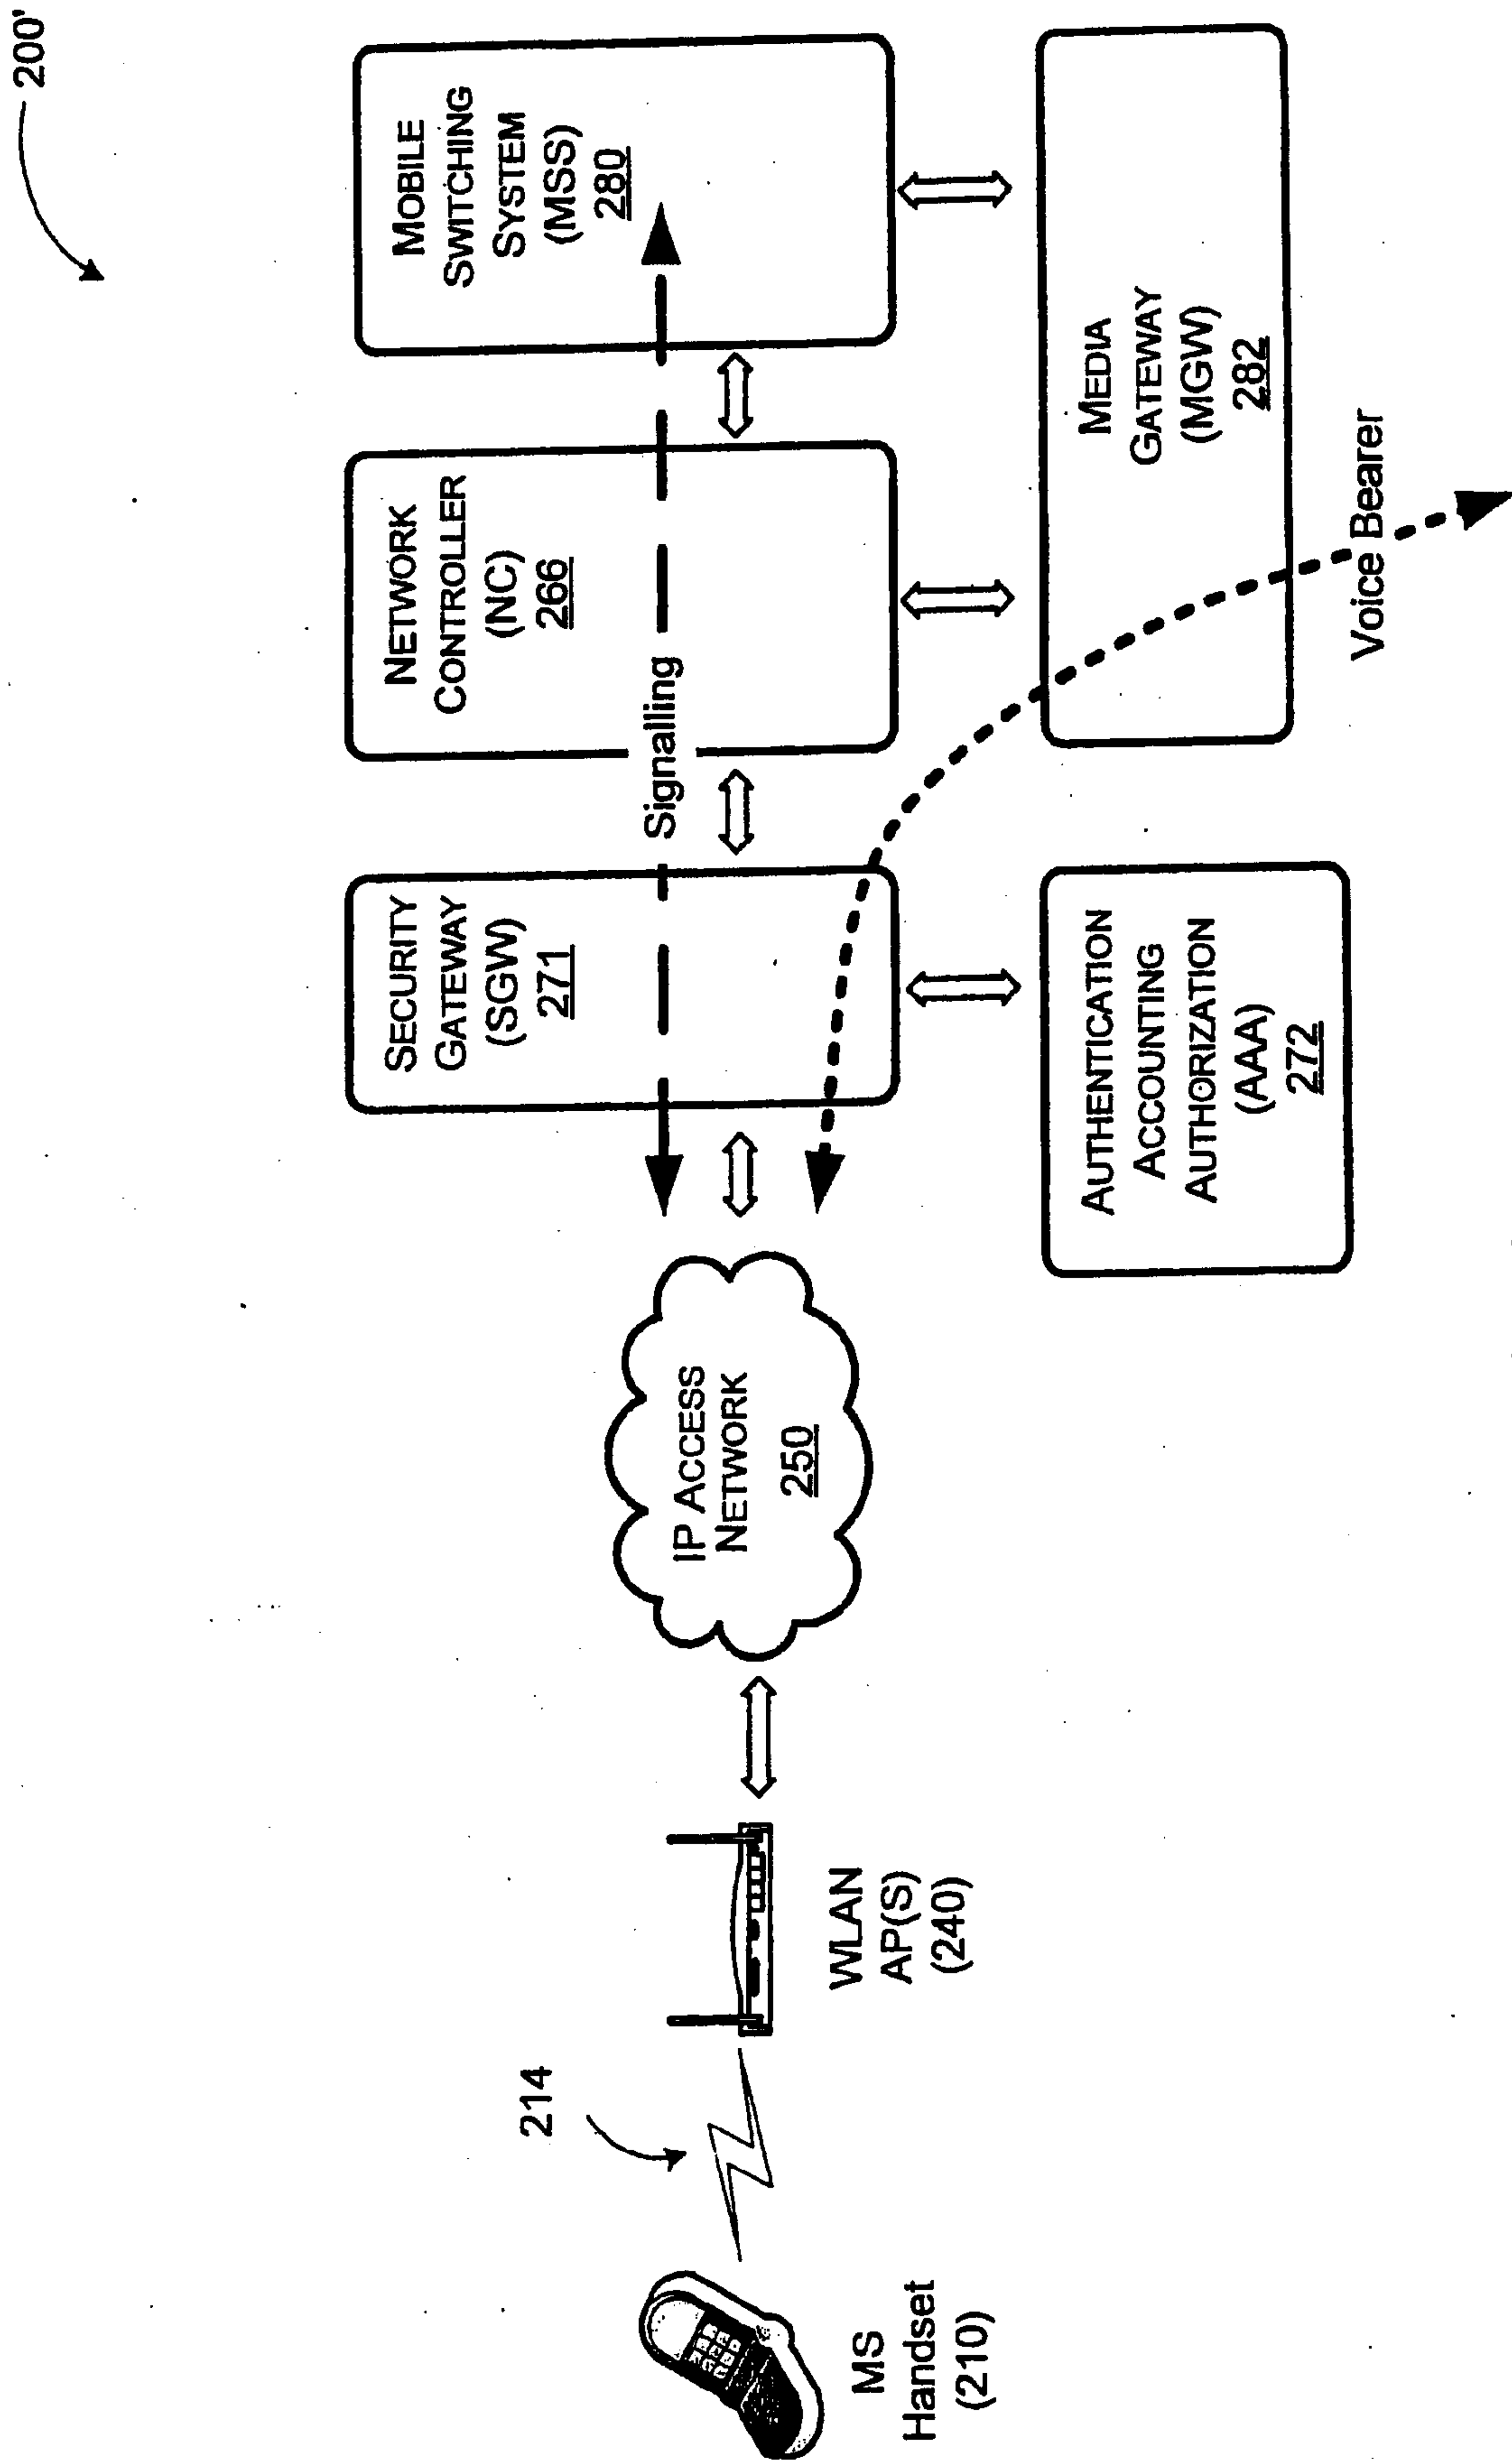 200'
MOBILE
SWITCHING
SYSTEM
(MSS)
280
NETWORK
CONTROLLER
(NC)
266
SECURITY
GATEWAY
(SGW)
271
Signalling
MEDIA
GATEWAY
(MGW)
282
Voice Bearer
AUTHENTICATION
ACCOUNTING
AUTHORIZATION
(AAA)
272
IP ACCESS
NETWORK
250
WLAN
AP(S)
(240)
214
MS
Handset
(210)